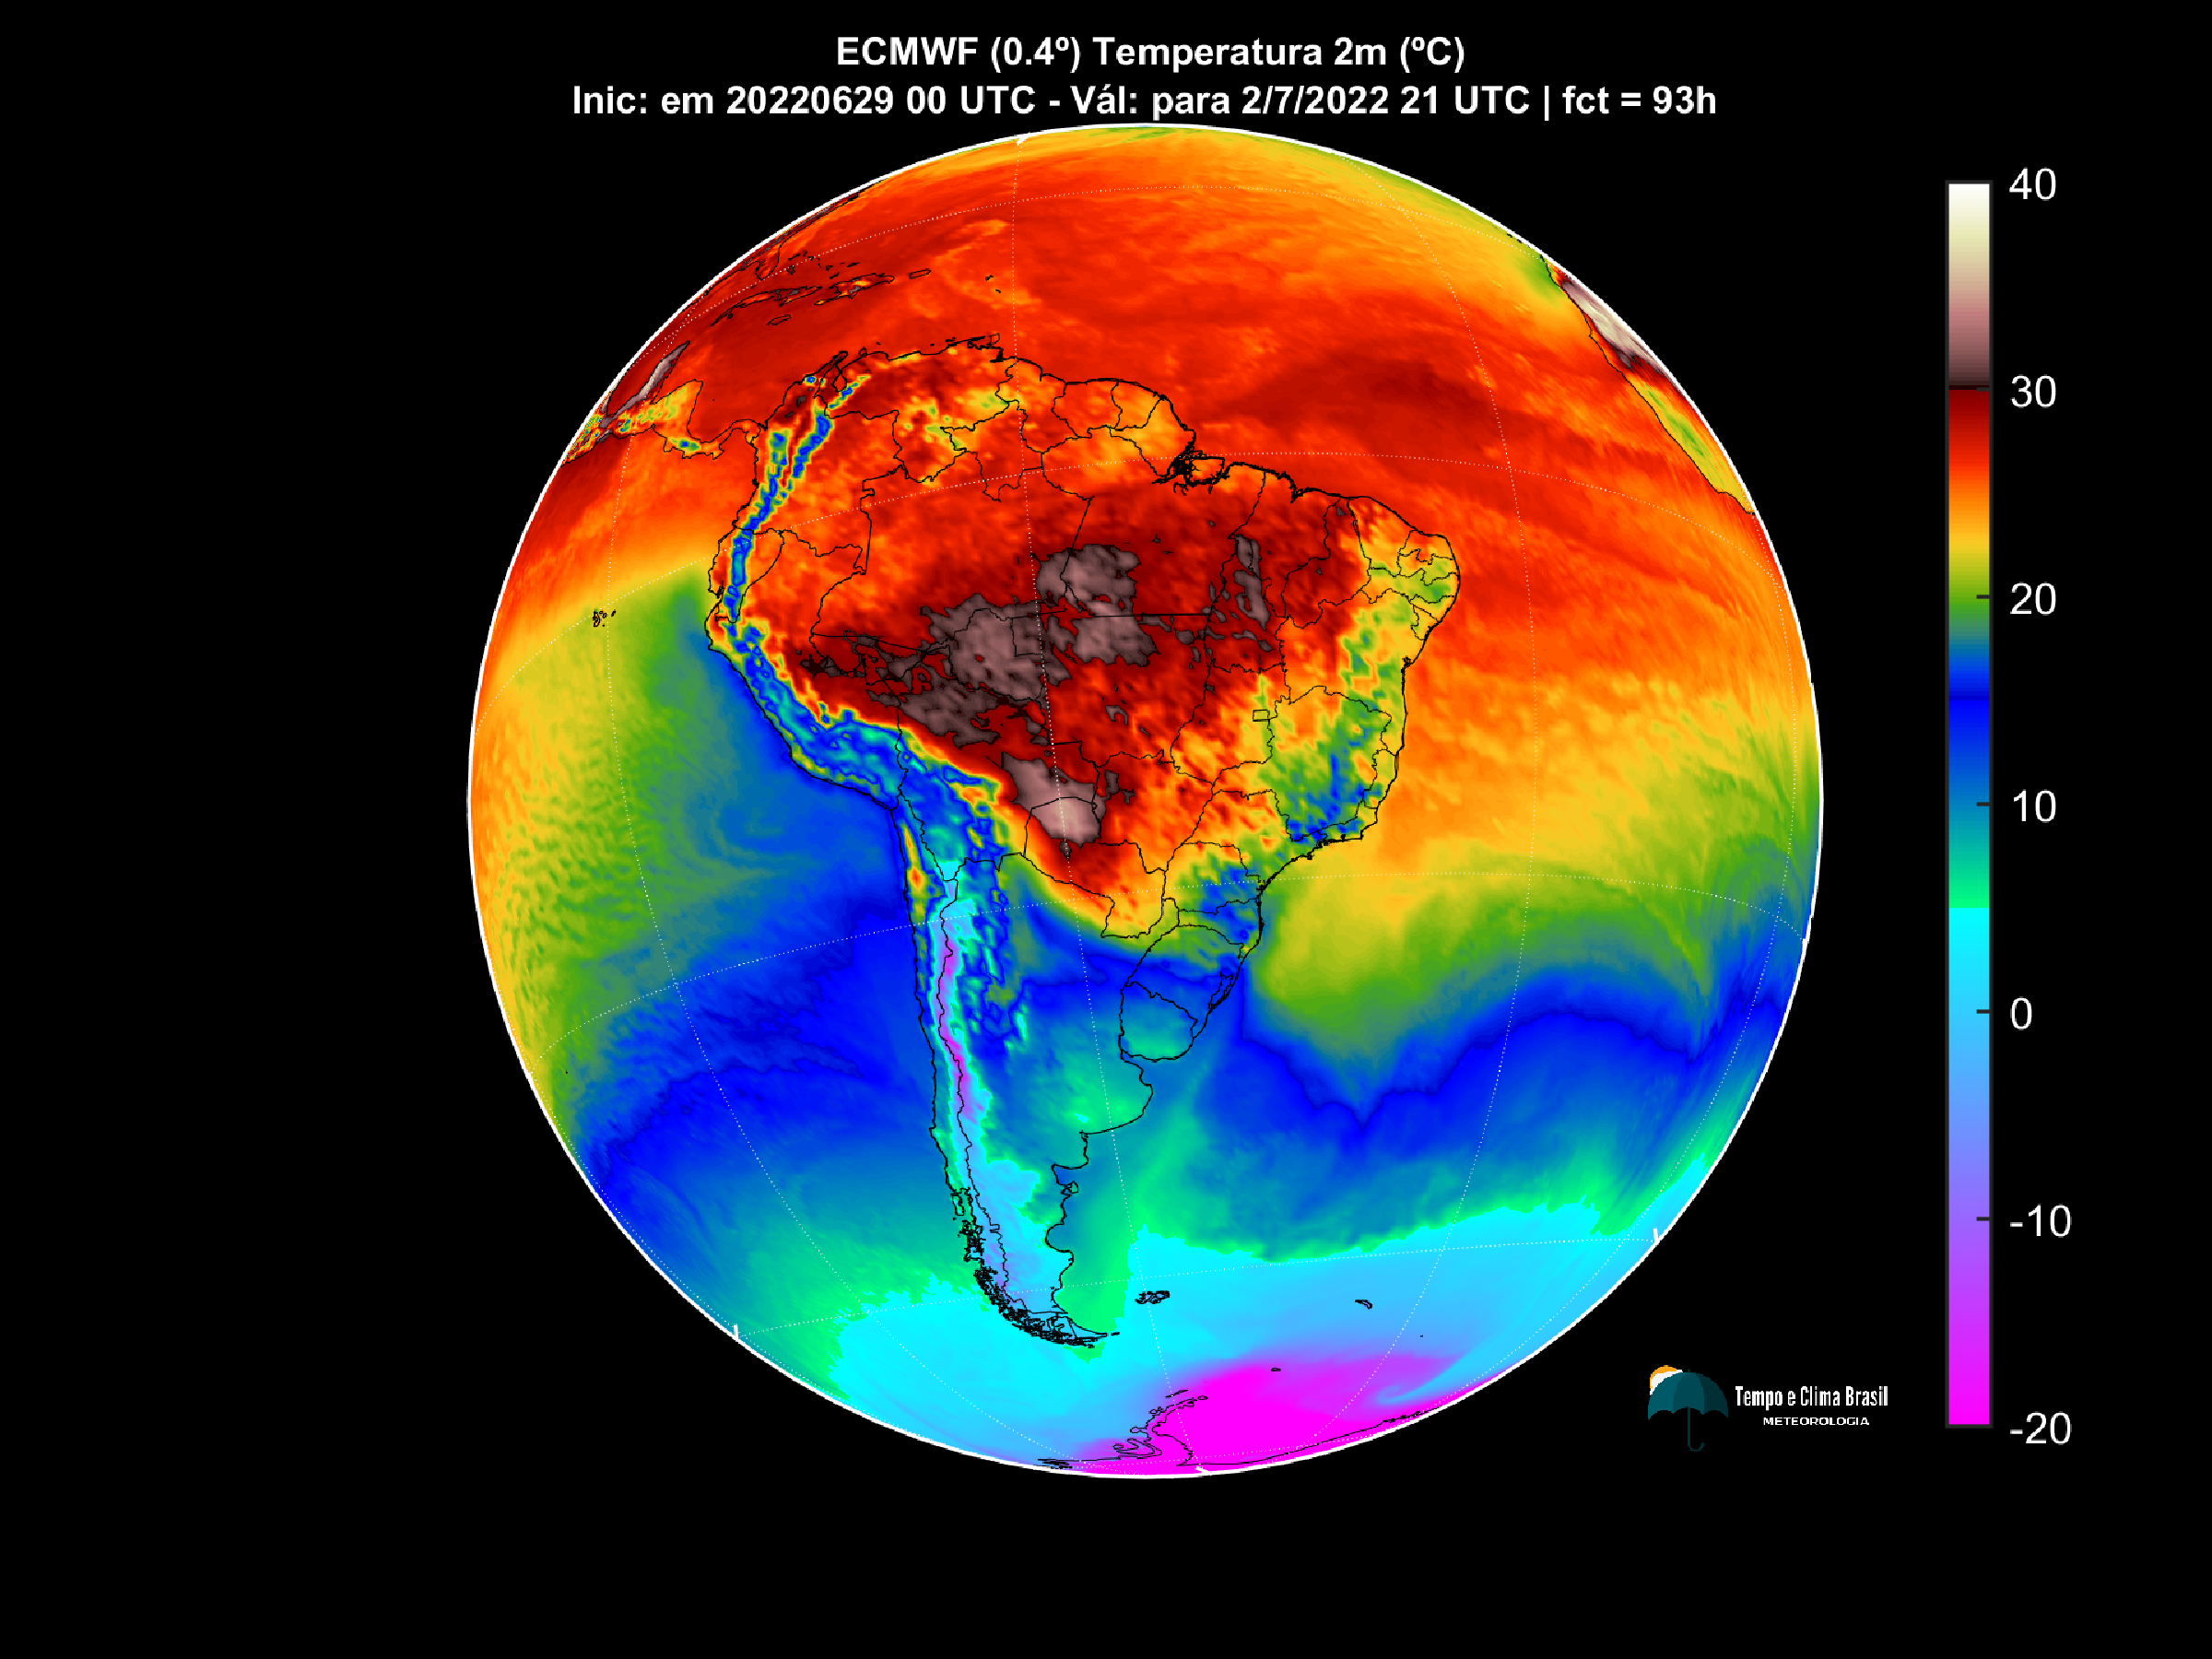 ECMWF (0.4º) Temperatura 2m (ºC)
Inic: em 20220629 00 UTC - Vál: para 2/7/2022 21 UTC | fct = 93h
40
30
20
10
0
-10
-20
Tempo e Clima Brasil
METEOROLOGIA